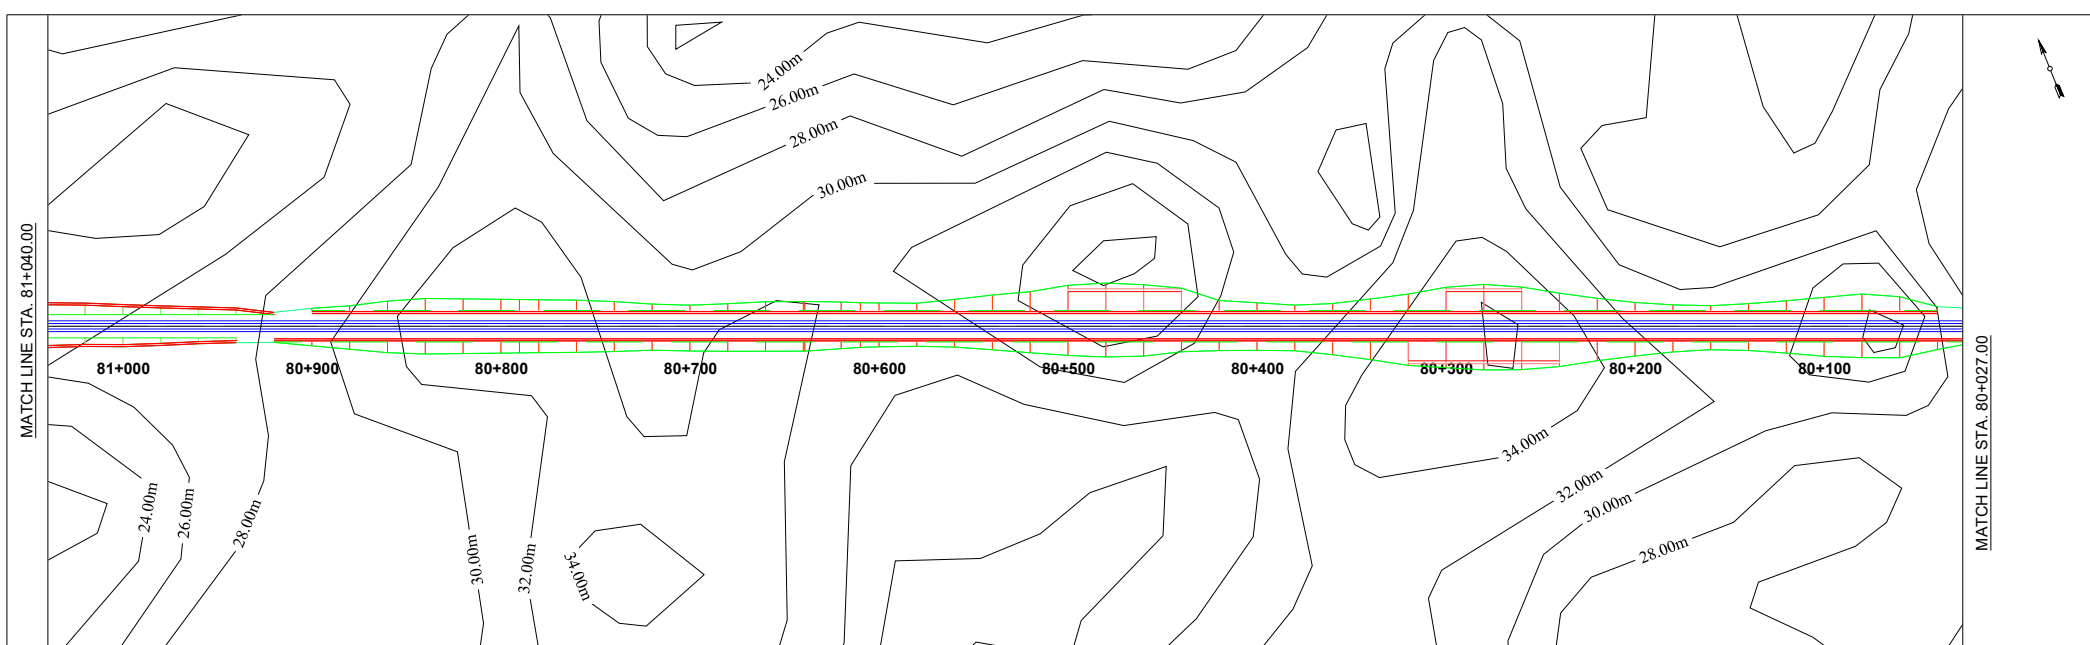 24.00m
26.00m
28.00m
30.00m
MATCH LINE STA. 81+040.00
81+000
80+900
80+800
80+700
80+600
80+500
80+400
80+300
80+200
80+100
MATCH LINE STA. 80+027.00
24.00m
26.00m
28.00m
30.00m
32.00m
34.00m
34.00m
32.00m
30.00m
28.00m